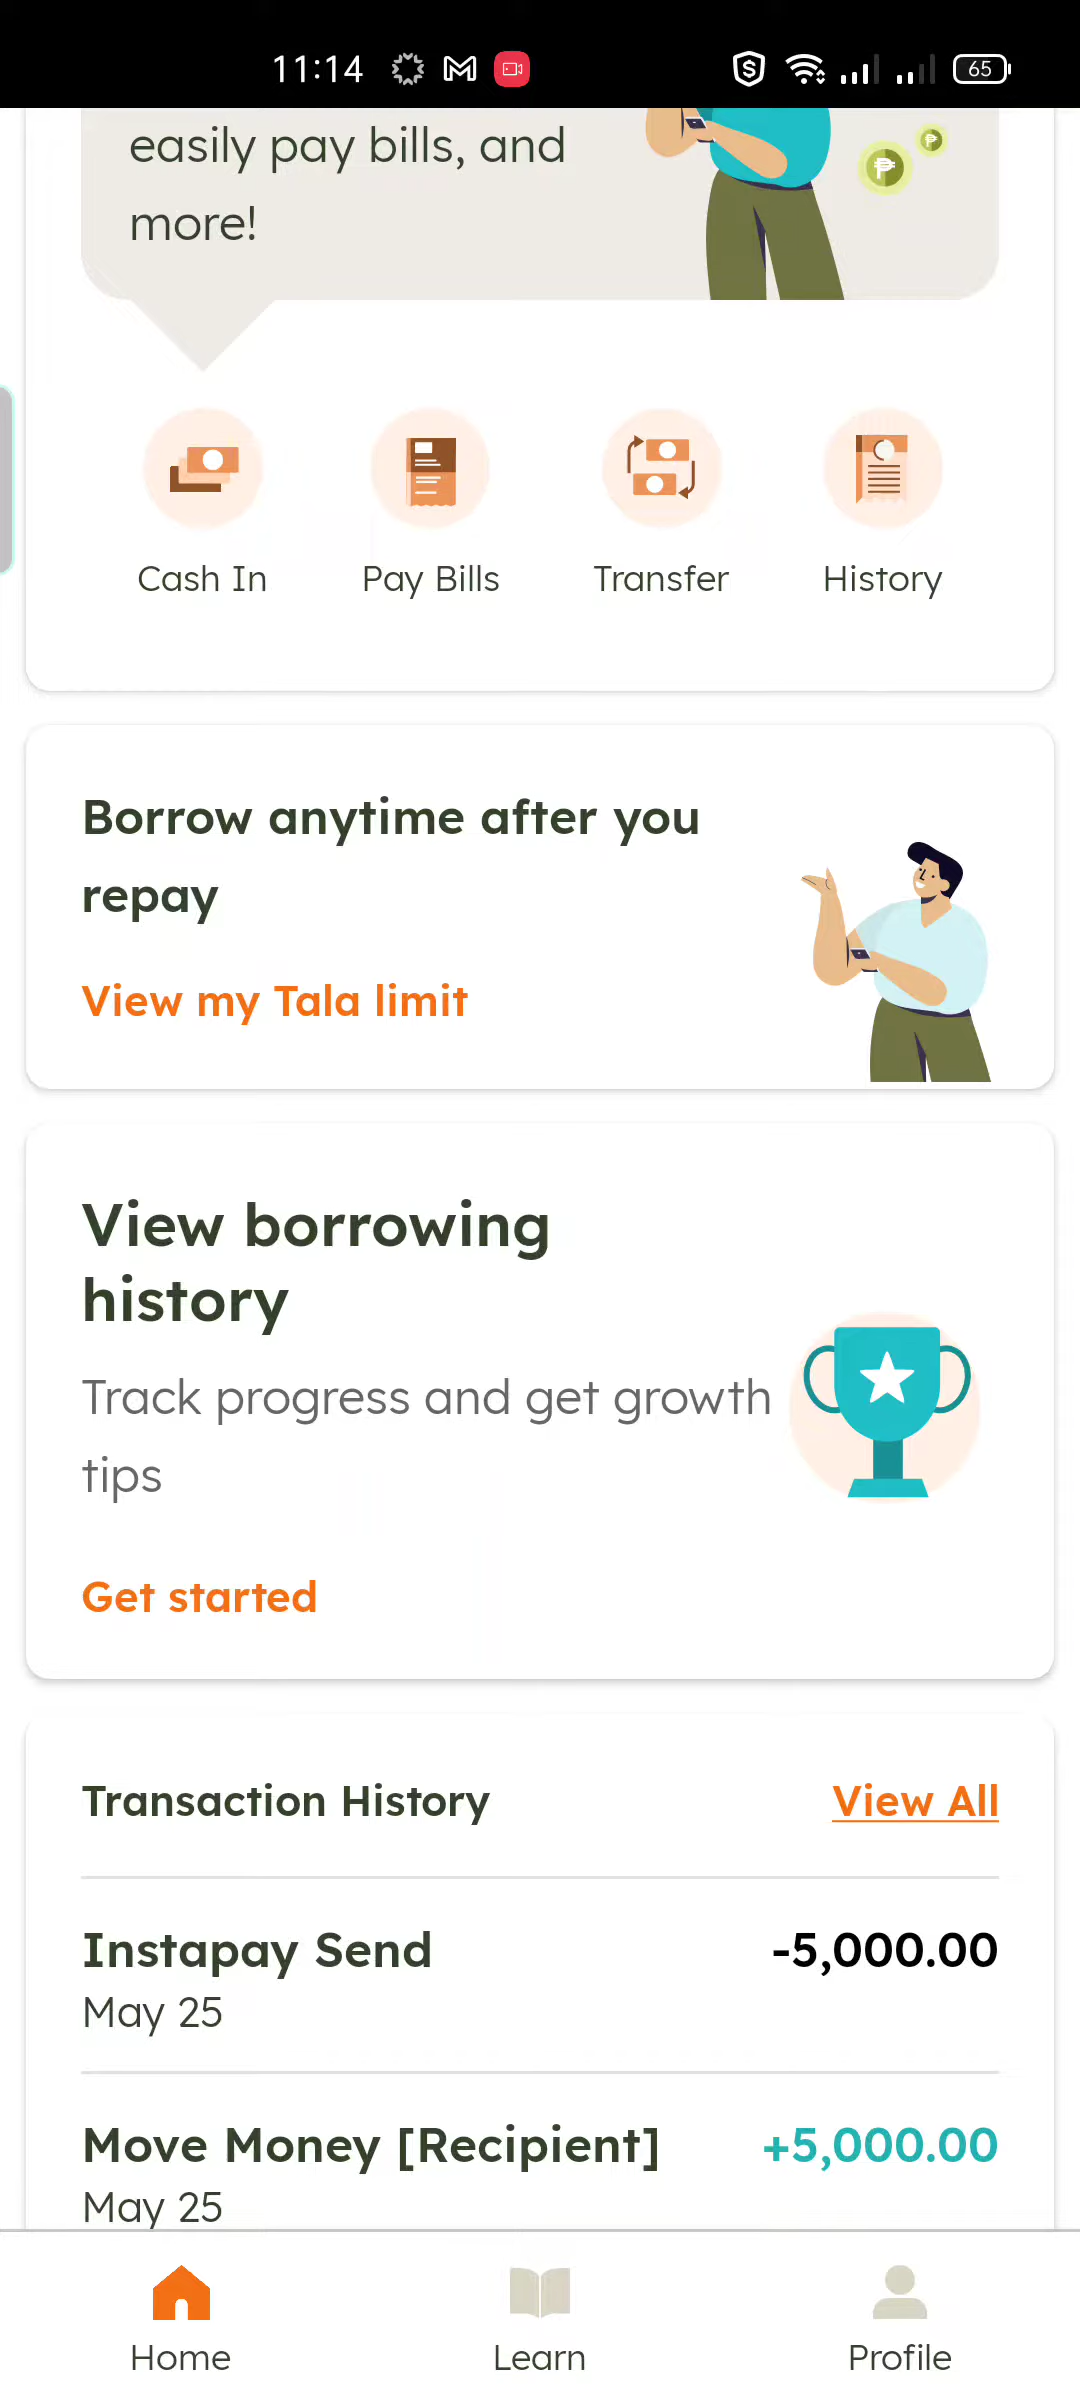 11:14
65
easily pay bills, and
more!
Cash In
Pay Bills
Transfer
History
Borrow anytime after you
repay
View my Tala limit
View borrowing
history
Track progress and get growth
tips
Get started
Transaction History
View All
Instapay Send
-5,000.00
May 25
Move Money [Recipient]
+5,000.00
May 25
Home
Learn
Profile